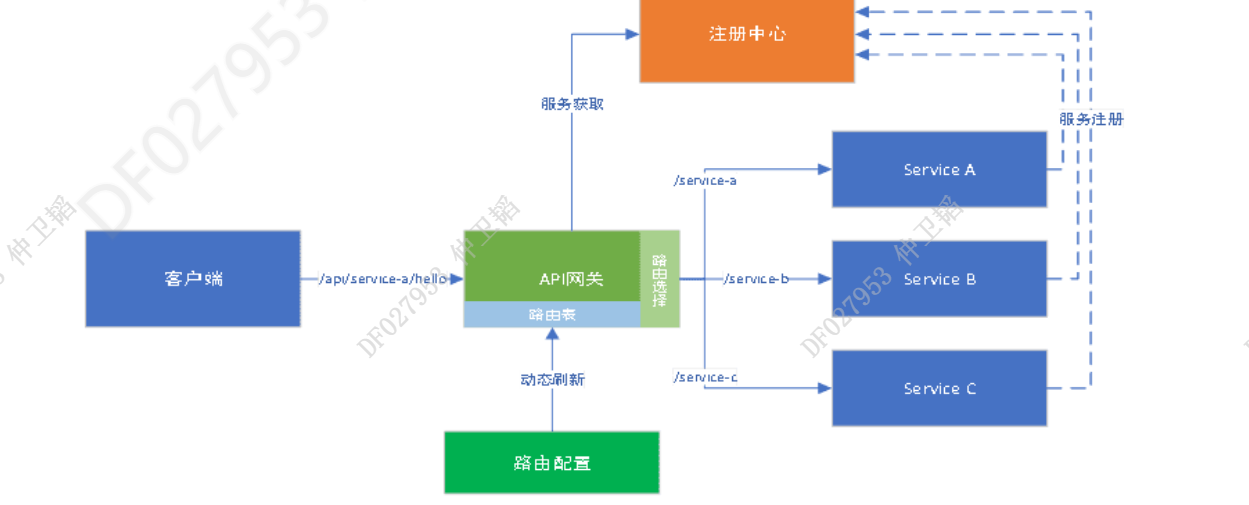 注册中心
服务获取
服务注册
Service A
/service-a
客户端
/api/service-a/hello
API网关
路由选择
路由表
/service-b
Service B
动态刷新
/service-c
Service C
路由配置
DF027953
仲卫韬
DF027953 仲卫韬
DF027953 仲卫韬